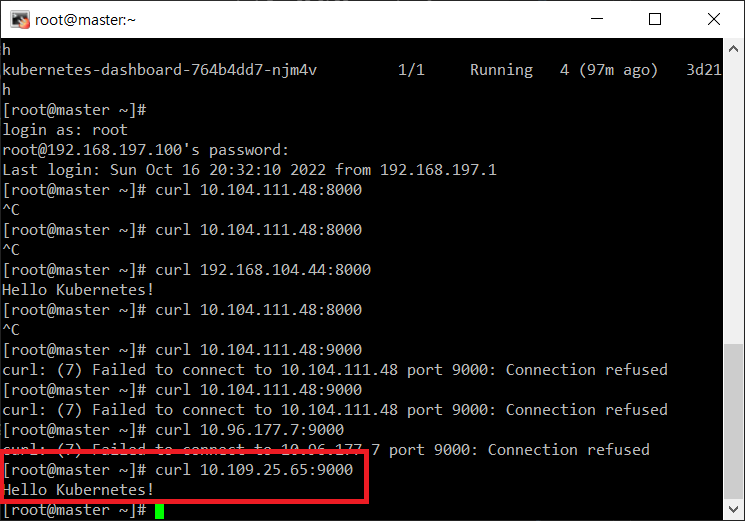 root@master:~
h
kubernetes-dashboard-764b4dd7-njm4v 1/1 Running 4 (97m ago) 3d21
h
[root@master ~]#
login as: root
root@192.168.197.100's password:
Last login: Sun Oct 16 20:32:10 2022 from 192.168.197.1
[root@master ~]# curl 10.104.111.48:8000
^C
[root@master ~]# curl 10.104.111.48:8000
^C
[root@master ~]# curl 192.168.104.44:8000
Hello Kubernetes!
[root@master ~]# curl 10.104.111.48:8000
^C
[root@master ~]# curl 10.104.111.48:9000
curl: (7) Failed to connect to 10.104.111.48 port 9000: Connection refused
[root@master ~]# curl 10.104.111.48:9000
curl: (7) Failed to connect to 10.104.111.48 port 9000: Connection refused
[root@master ~]# curl 10.96.177.7:9000
curl: (7) Failed to connect to 10.96.177.7 port 9000: Connection refused
[root@master ~]# curl 10.109.25.65:9000
Hello Kubernetes!
[root@master ~]#